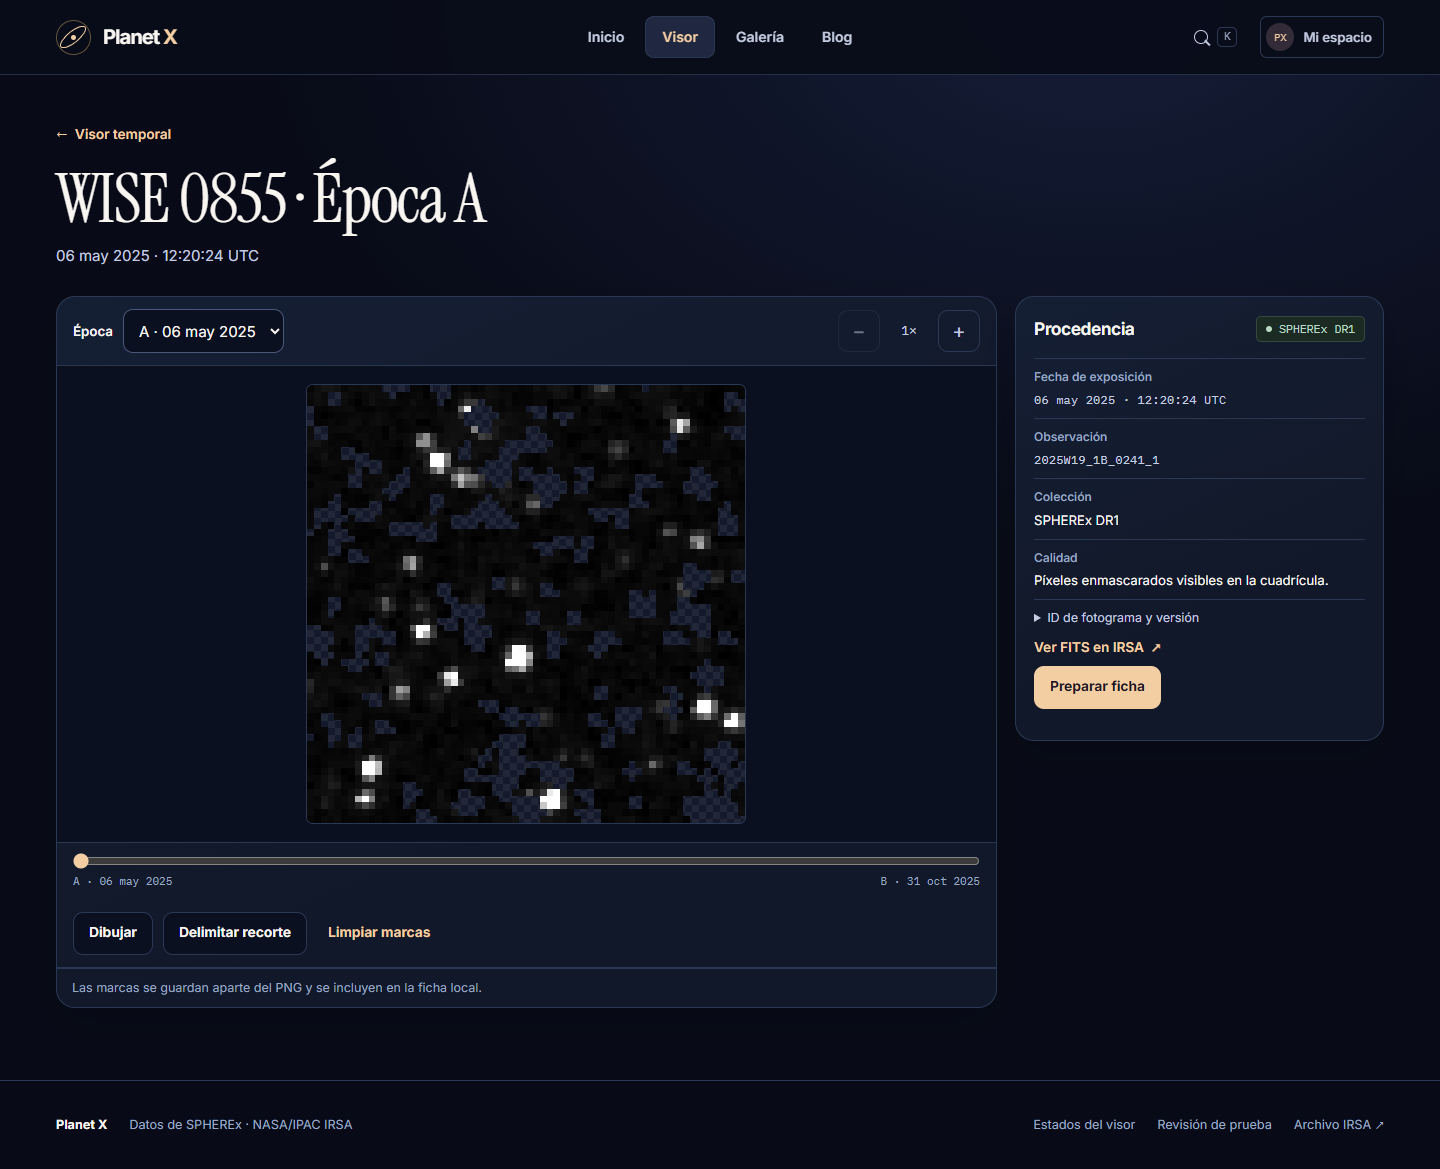 Planet X
Inicio
Visor
Galería
Blog
K
PX
Mi espacio
← Visor temporal
WISE 0855 · Época A
06 may 2025 · 12:20:24 UTC
Época
A · 06 may 2025
−
1×
+
A · 06 may 2025
B · 31 oct 2025
Dibujar
Delimitar recorte
Limpiar marcas
Las marcas se guardan aparte del PNG y se incluyen en la ficha local.
Procedencia
SPHEREx DR1
Fecha de exposición
06 may 2025 · 12:20:24 UTC
Observación
2025W19_1B_0241_1
Colección
SPHEREx DR1
Calidad
Píxeles enmascarados visibles en la cuadrícula.
ID de fotograma y versión
Ver FITS en IRSA ↗
Preparar ficha
Planet X
Datos de SPHEREx · NASA/IPAC IRSA
Estados del visor
Revisión de prueba
Archivo IRSA ↗